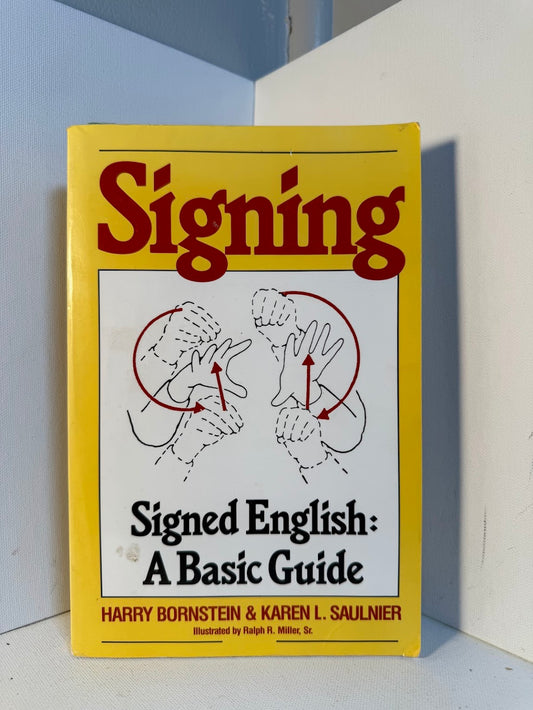 Signing
Signed English:
A Basic Guide
HARRY BORNSTEIN & KAREN L. SAULNIER
Illustrated by Ralph R. Miller, Sr.